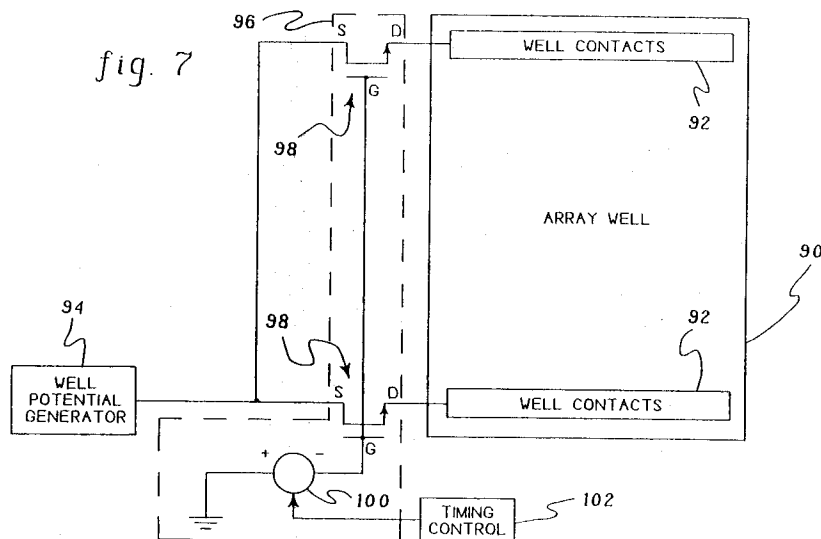 fig. 7
96
S
D
WELL CONTACTS
G
92
98
ARRAY WELL
90
94
98
92
WELL
POTENTIAL
GENERATOR
S
D
WELL CONTACTS
G
+
-
100
TIMING
CONTROL
102